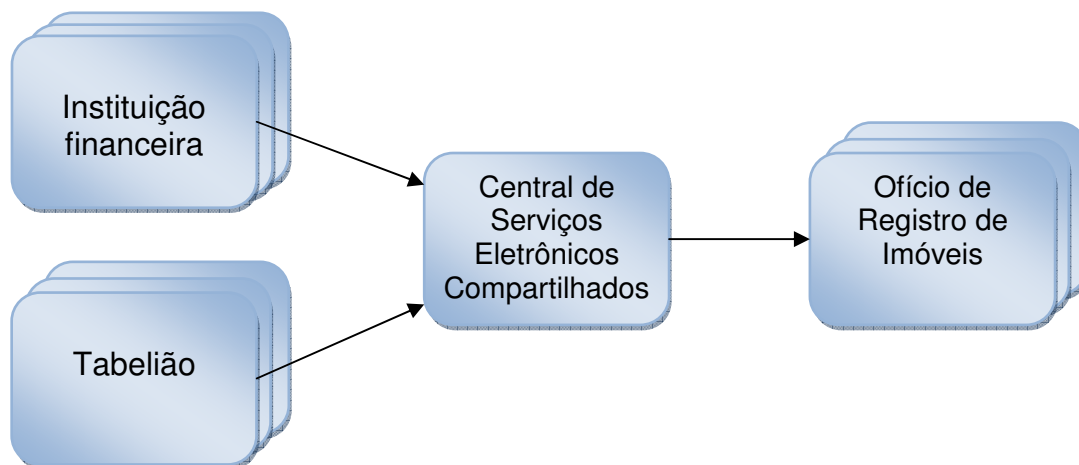 Instituição
financeira
Tabelião
Central de
Serviços
Eletrônicos
Compartilhados
Ofício de
Registro de
Imóveis